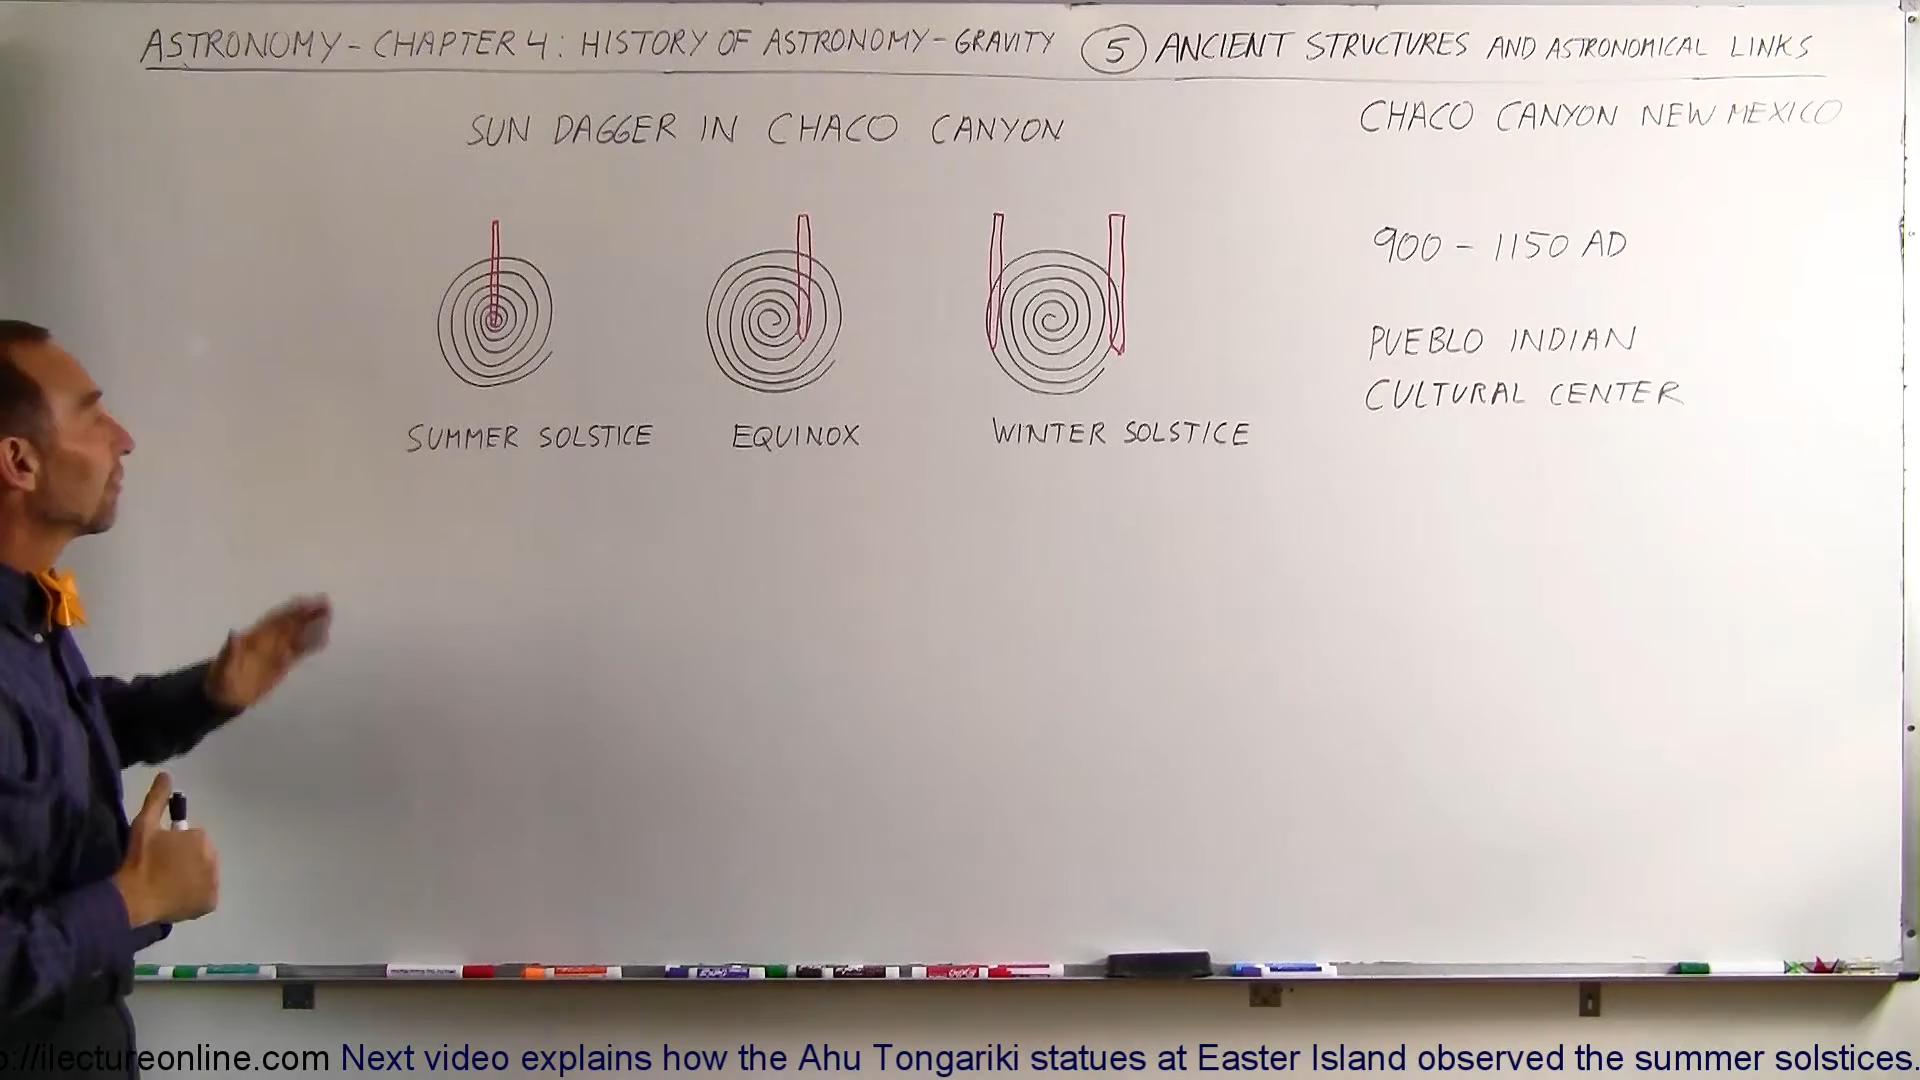 ASTRONOMY - CHAPTER 4: HISTORY OF ASTRONOMY - GRAVITY 5 ANCIENT STRUCTURES AND ASTRONOMICAL LINKS
SUN DAGGER IN CHACO CANYON
CHACO CANYON NEW MEXICO
900 - 1150 AD
PUEBLO INDIAN
CULTURAL CENTER
SUMMER SOLSTICE
EQUINOX
WINTER SOLSTICE
://ilectureonline.com Next video explains how the Ahu Tongariki statues at Easter Island observed the summer solstices.